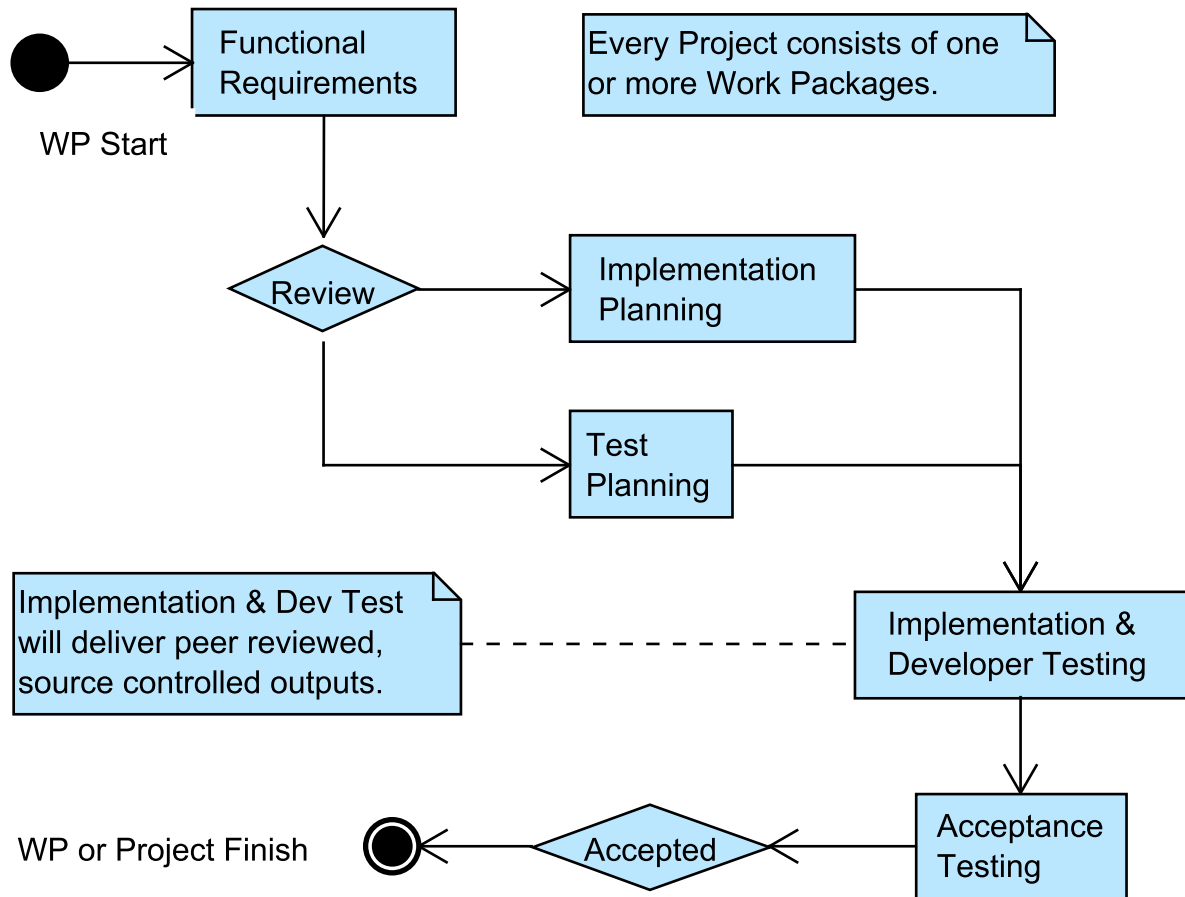 Functional
Requirements
Every Project consists of one
or more Work Packages.
WP Start
Review
Implementation
Planning
Test
Planning
Implementation & Dev Test
will deliver peer reviewed,
source controlled outputs.
Implementation &
Developer Testing
WP or Project Finish
Accepted
Acceptance
Testing